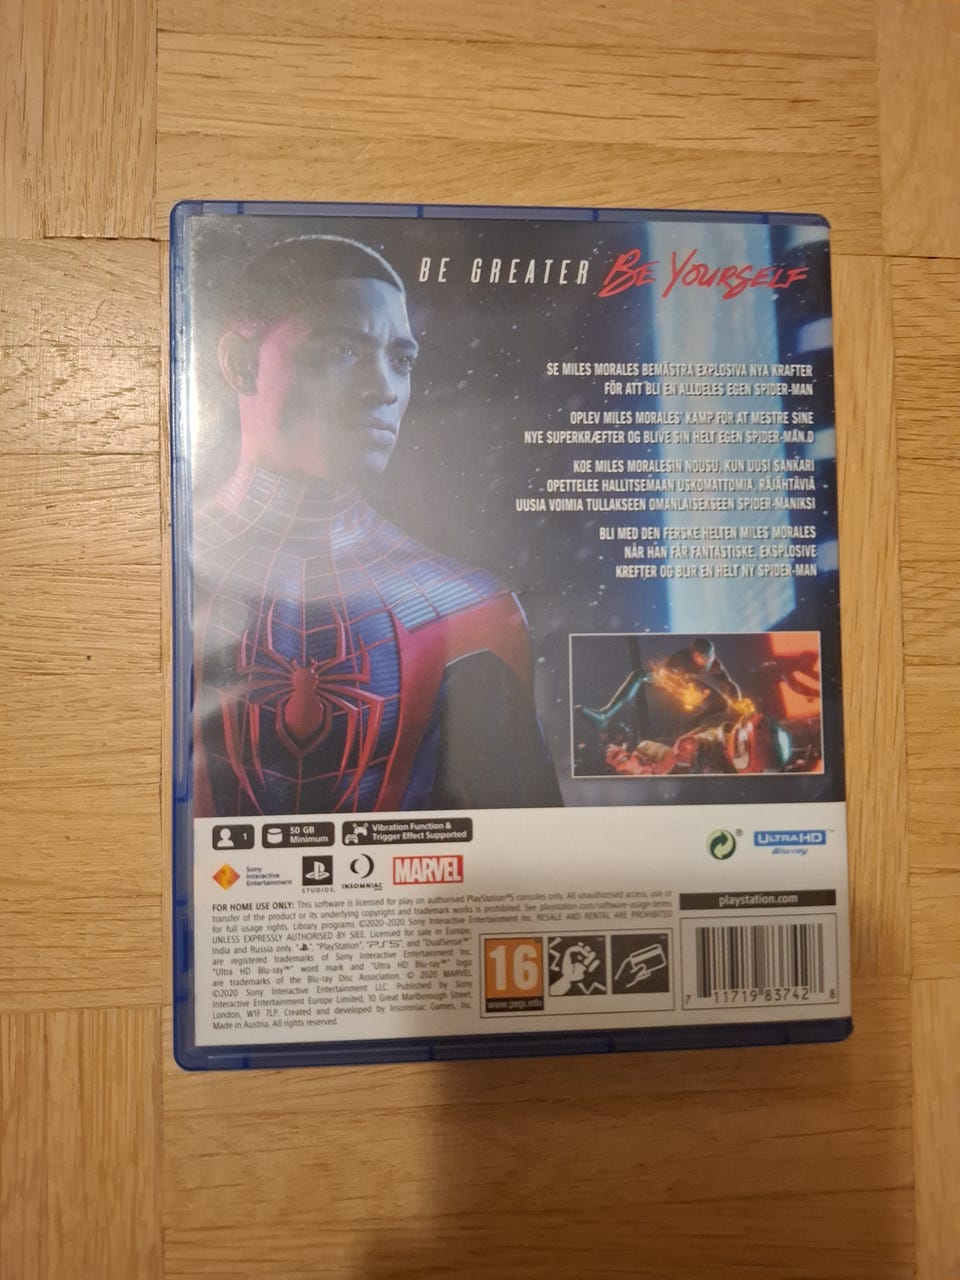 BE GREATER BE YOURSELF
SE MILES MORALES BEMÄSTRA EXPLOSIVA NYA KRAFTER
FÖR ATT BLI EN ALLDELES EGEN SPIDER-MAN
OPLEV MILES MORALES' KAMP FOR AT MESTRE SINE
NYE SUPERKRÆFTER OG BLIVE SIN HELT EGEN SPIDER-MAN.D
KOE MILES MORALESIN NOUSU, KUN UUSI SANKARI
OPETTELEE HALLITSEMAAN USKOMATTOMIA, RÄJÄHTÄVIÄ
UUSIA VOIMIA TULLAKSEEN OMANLAISEKSEEN SPIDER-MANIKSI
BLI MED DEN FERSKE HELTEN MILES MORALES
NÅR HAN FÅR FANTASTISKE, EKSPLOSIVE
KREFTER OG BLIR EN HELT NY SPIDER-MAN
1
50 GB
Minimum
Vibration Function &
Trigger Effect Supported
®
ULTRA HD™
Blu-ray
Sony
Interactive
Entertainment
STUDIOS
INSOMNIAC
GAMES
MARVEL
FOR HOME USE ONLY: This software is licensed for play on authorised PlayStation®5 consoles only. All unauthorised access, use or
transfer of the product or its underlying copyright and trademark works is prohibited. See playstation.com/software-usage-terms
for full usage rights. Library programs ©2020-2020 Sony Interactive Entertainment Inc. RESALE AND RENTAL ARE PROHIBITED
UNLESS EXPRESSLY AUTHORISED BY SIEE. Licensed for sale in Europe,
India and Russia only. "", "PlayStation", "PS5", and "DualSense"
are registered trademarks of Sony Interactive Entertainment Inc.
"Ultra HD Blu-ray™" word mark and "Ultra HD Blu-ray™" logo
are trademarks of the Blu-ray Disc Association. © 2020 MARVEL
©2020 Sony Interactive Entertainment LLC. Published by Sony
Interactive Entertainment Europe Limited, 10 Great Marlborough Street,
London, W1F 7LP. Created and developed by Insomniac Games, Inc.
Made in Austria. All rights reserved.
16
www.pegi.info
playstation.com
7 11719 83742 8